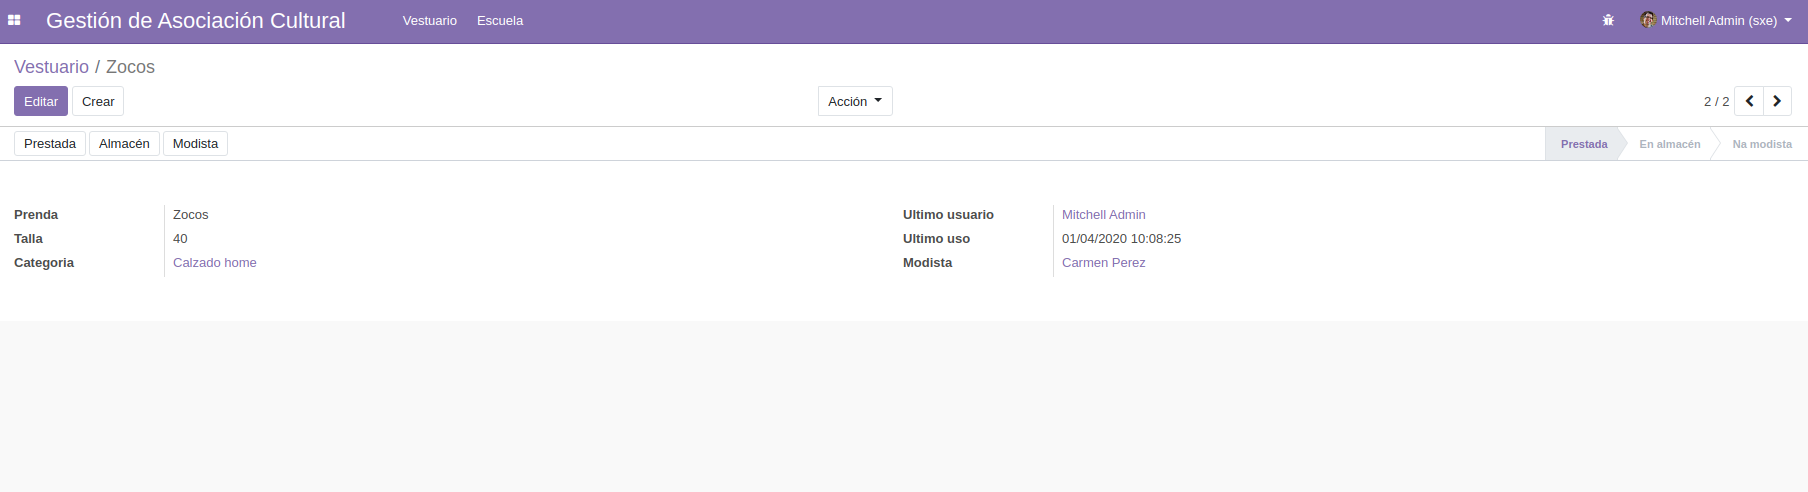 Gestión de Asociación Cultural Vestuario Escuela Mitchell Admin (sxe)
Vestuario / Zocos
Editar Crear Acción 2 / 2
Prestada Almacén Modista Prestada En almacén Na modista
Prenda Zocos Ultimo usuario Mitchell Admin
Talla 40 Ultimo uso 01/04/2020 10:08:25
Categoria Calzado home Modista Carmen Perez